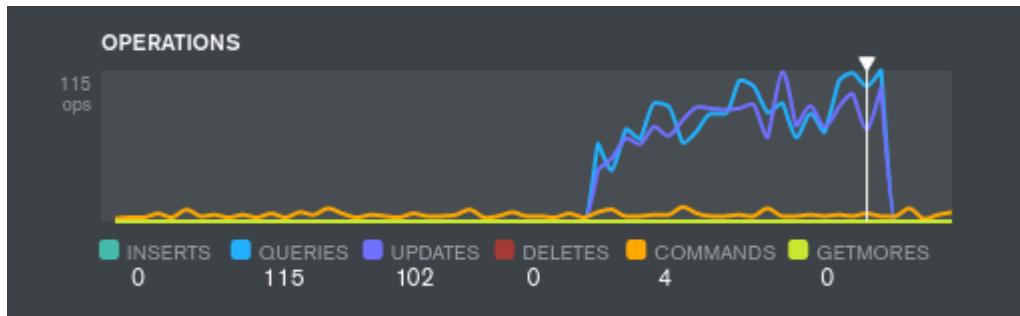 OPERATIONS
115
ops
INSERTS QUERIES UPDATES DELETES COMMANDS GETMORES
0 115 102 0 4 0